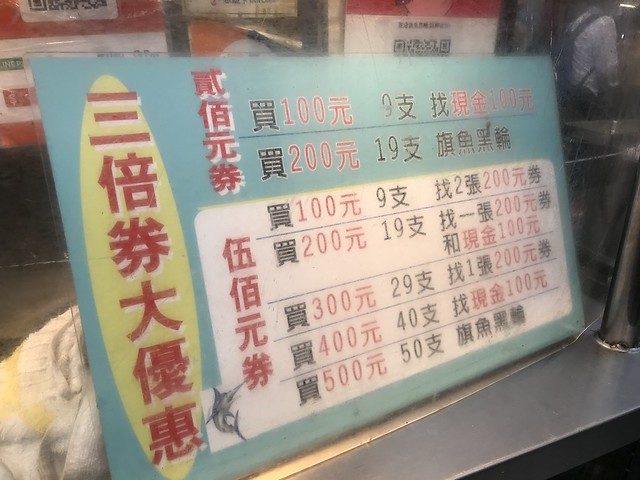 三倍券大優惠
貳佰元券
買100元 9支 找現金100元
買200元 19支 旗魚黑輪
伍佰元券
買100元 9支 找2張200元券
買200元 19支 找一張200元券
和現金100元
買300元 29支 找1張200元券
買400元 40支 找現金100元
買500元 50支 旗魚黑輪